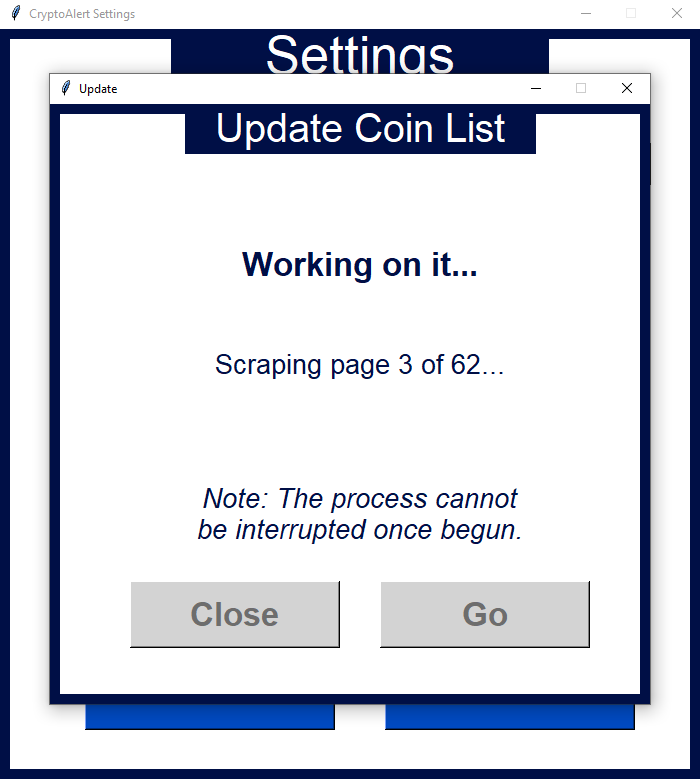 CryptoAlert Settings
Settings
Update
Update Coin List
Working on it...
Scraping page 3 of 62...
Note: The process cannot
be interrupted once begun.
Close
Go